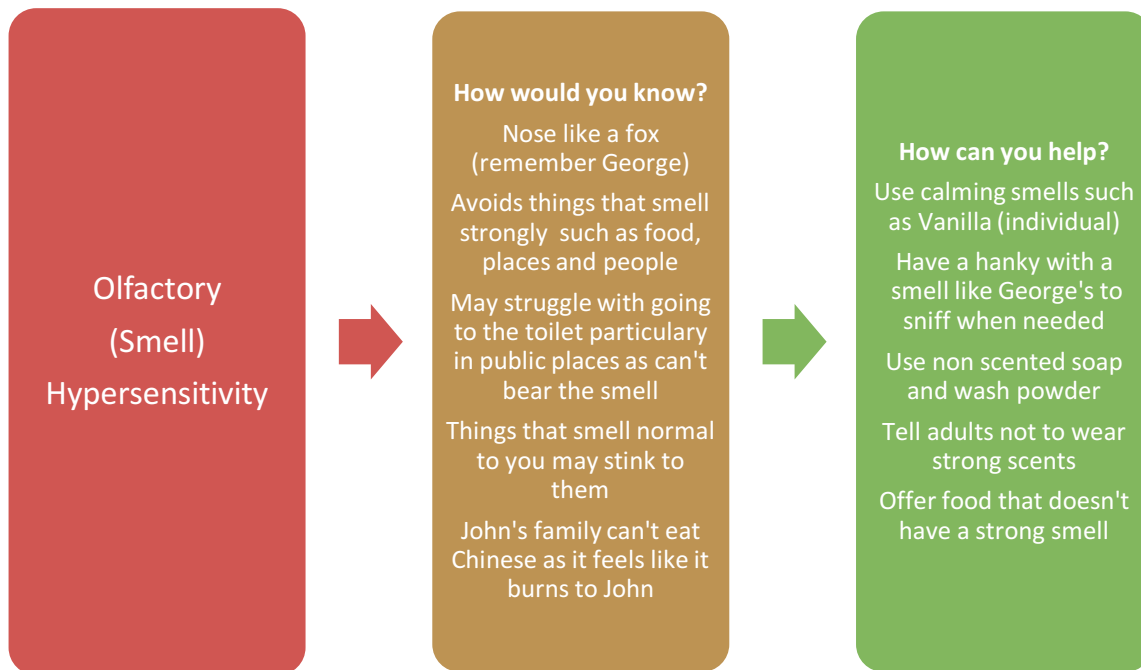 Olfactory
(Smell)
Hypersensitivity
How would you know?
Nose like a fox
(remember George)
Avoids things that smell
strongly such as food,
places and people
May struggle with going
to the toilet particulary
in public places as can't
bear the smell
Things that smell normal
to you may stink to
them
John's family can't eat
Chinese as it feels like it
burns to John
How can you help?
Use calming smells such
as Vanilla (individual)
Have a hanky with a
smell like George's to
sniff when needed
Use non scented soap
and wash powder
Tell adults not to wear
strong scents
Offer food that doesn't
have a strong smell